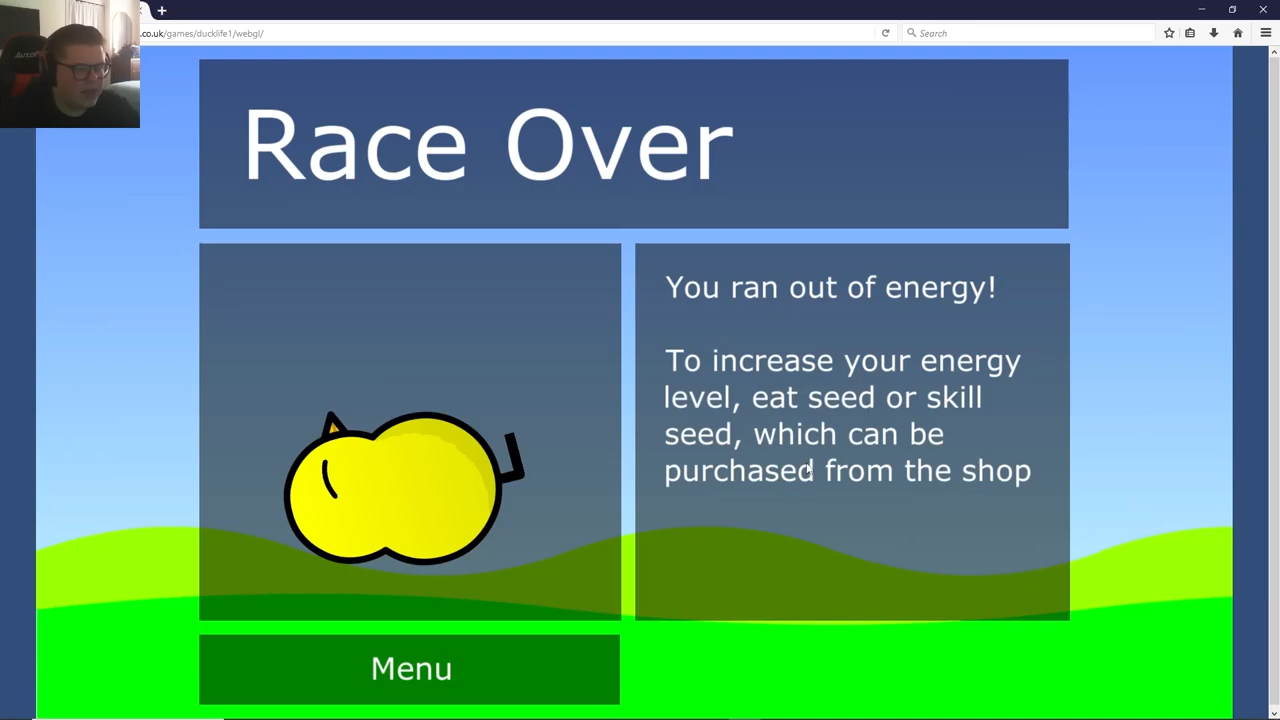 .co.uk/games/ducklife1/webgl/
Search
Race Over
You ran out of energy!
To increase your energy
level, eat seed or skill
seed, which can be
purchased from the shop
Menu